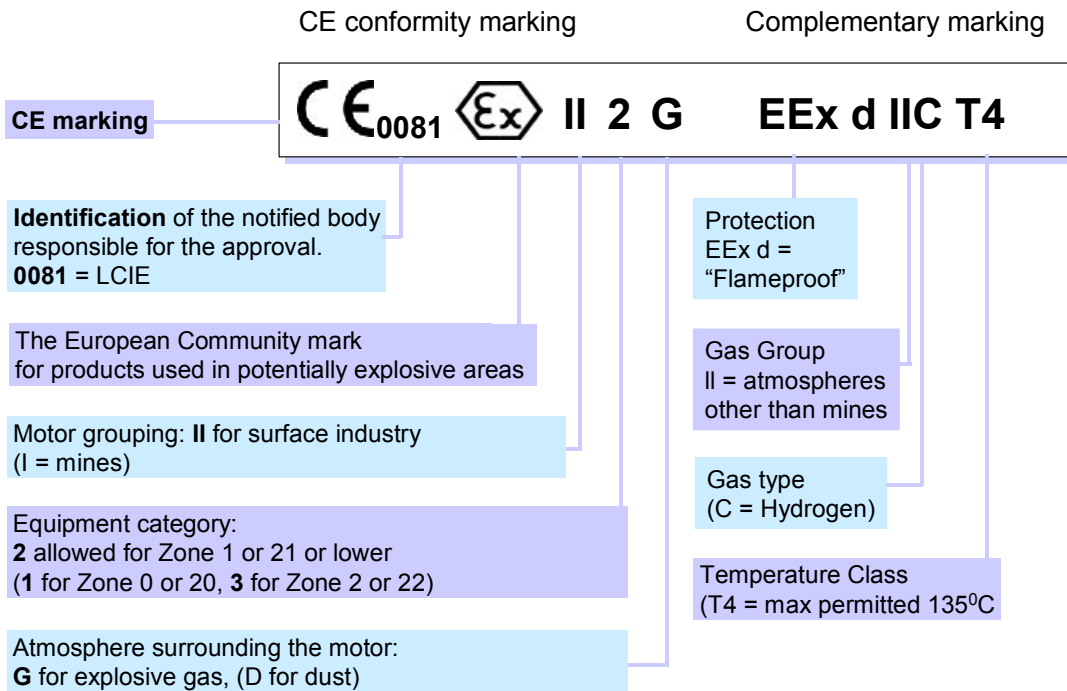 CE conformity marking Complementary marking
CE marking
CE0081 Ex II 2 G EEx d IIC T4
Identification of the notified body
responsible for the approval.
0081 = LCIE
The European Community mark
for products used in potentially explosive areas
Motor grouping: II for surface industry
(I = mines)
Equipment category:
2 allowed for Zone 1 or 21 or lower
(1 for Zone 0 or 20, 3 for Zone 2 or 22)
Atmosphere surrounding the motor:
G for explosive gas, (D for dust)
Protection
EEx d =
“Flameproof”
Gas Group
ll = atmospheres
other than mines
Gas type
(C = Hydrogen)
Temperature Class
(T4 = max permitted 135⁰C